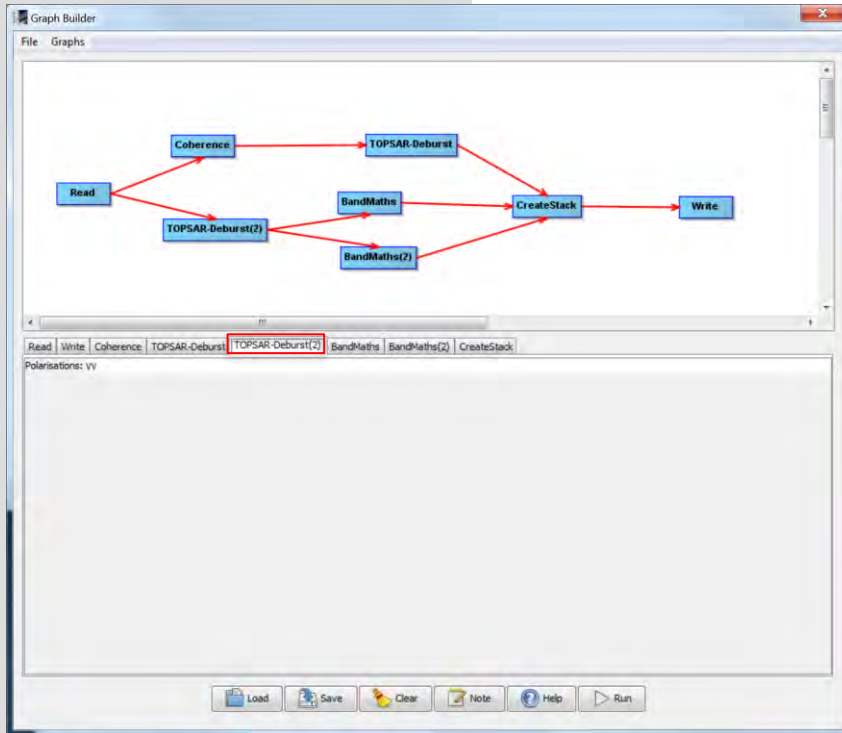 Graph Builder
File Graphs
Coherence
TOPSAR-Deburst
Read
BandMaths
CreateStack
Write
TOPSAR-Deburst(2)
BandMaths(2)
Read Write Coherence TOPSAR-Deburst TOPSAR-Deburst(2) BandMaths BandMaths(2) CreateStack
Polarisations: VV
Load Save Clear Note Help Run